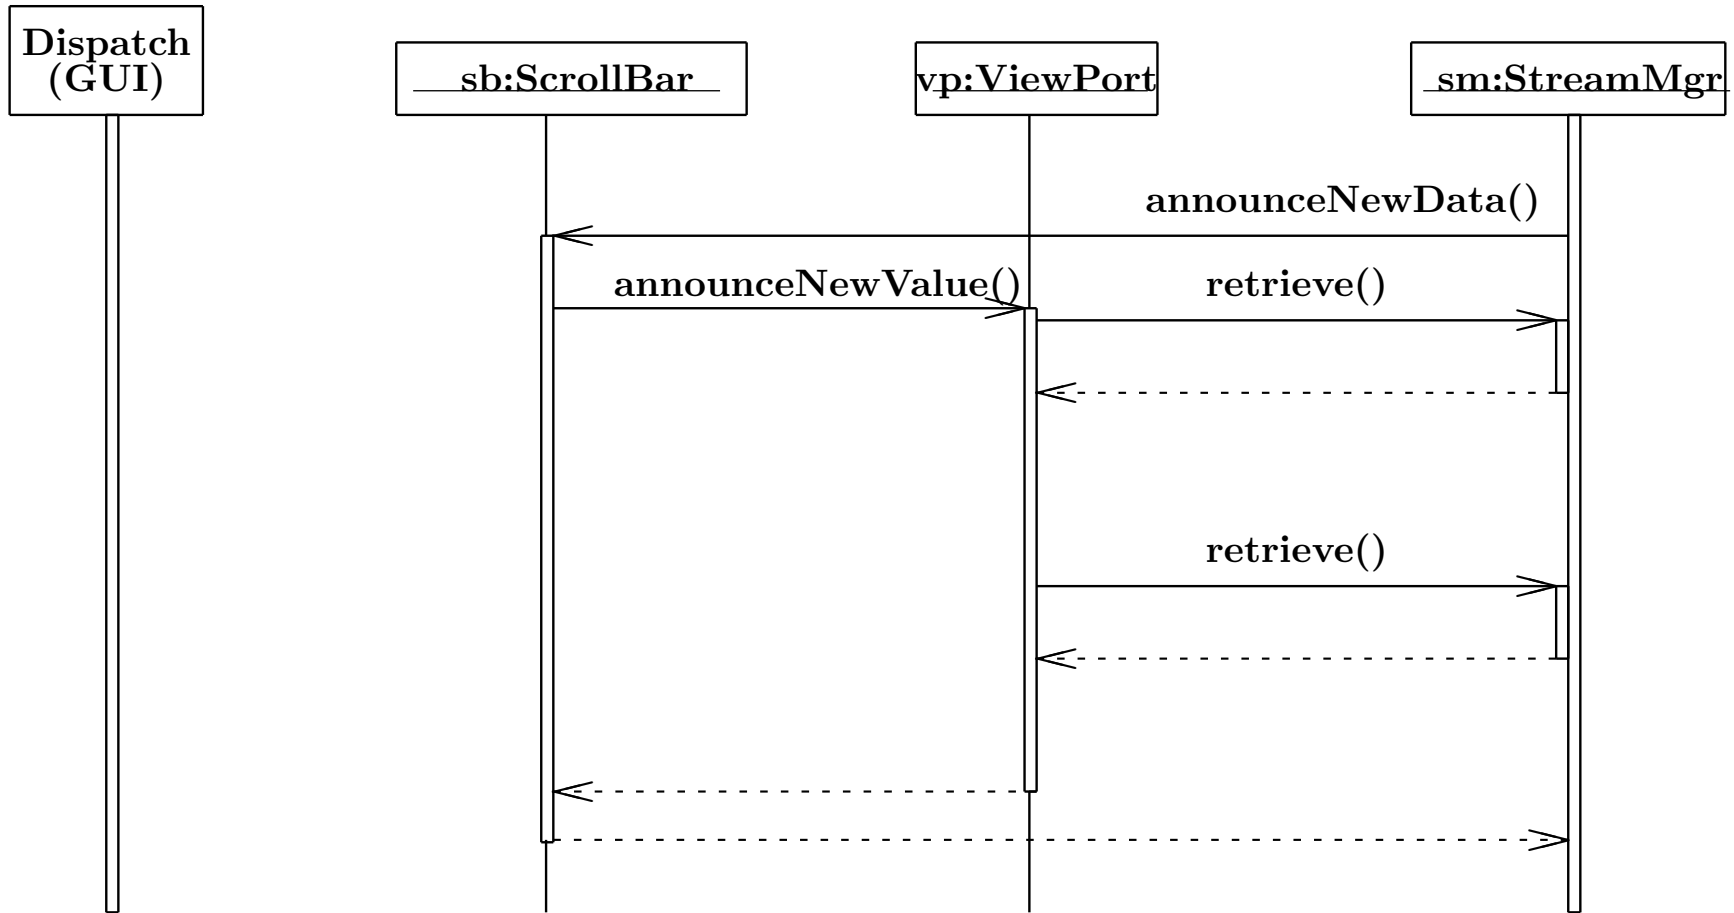 Dispatch
(GUI)
sb:ScrollBar
vp:ViewPort
sm:StreamMgr
announceNewData()
announceNewValue()
retrieve()
retrieve()